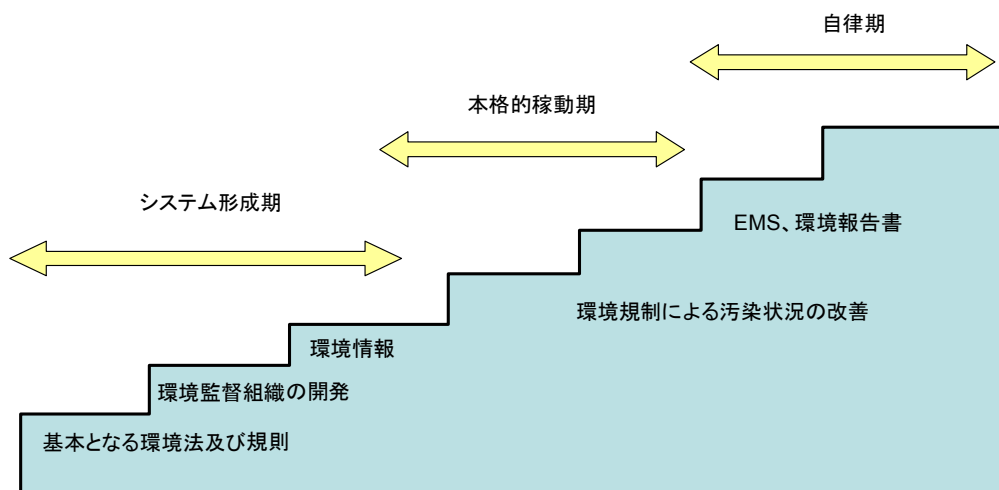 自律期
本格的稼動期
システム形成期
EMS、環境報告書
環境規制による汚染状況の改善
環境情報
環境監督組織の開発
基本となる環境法及び規則